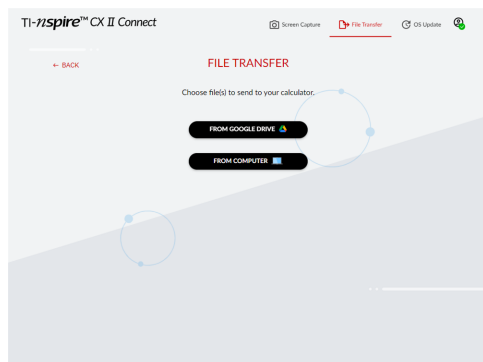 TI-nspire™ CX II Connect
Screen Capture
File Transfer
OS Update
← BACK
FILE TRANSFER
Choose file(s) to send to your calculator.
FROM GOOGLE DRIVE
FROM COMPUTER